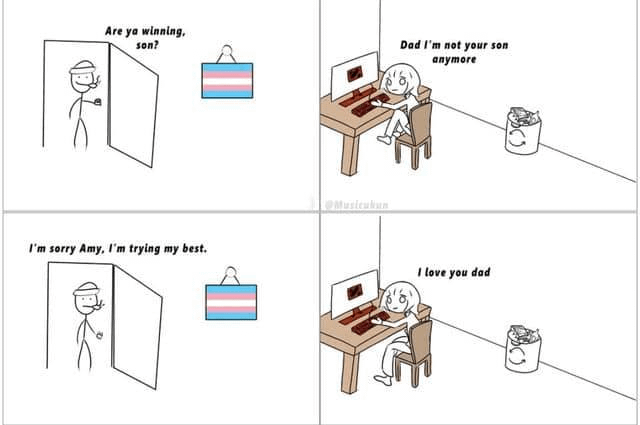 Are ya winning,
son?
Dad I'm not your son
anymore
@Musicukun
I'm sorry Amy, I'm trying my best.
I love you dad